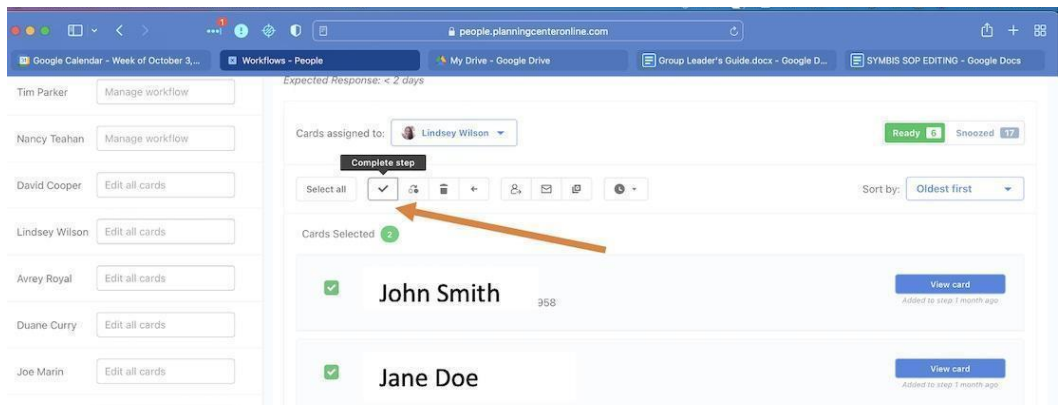 people.planningcenteronline.com
Google Calendar - Week of October 3,...
Workflows - People
My Drive - Google Drive
Group Leader's Guide.docx - Google D...
SYMBIS SOP EDITING - Google Docs
Expected Response: < 2 days
Tim Parker Manage workflow
Cards assigned to: Lindsey Wilson
Ready 6 Snoozed 17
Nancy Teahan Manage workflow
Complete step
David Cooper Edit all cards
Select all
Sort by: Oldest first
Lindsey Wilson Edit all cards
Cards Selected 2
Avrey Royal Edit all cards
John Smith
958
View card
Added to step 1 month ago
Duane Curry Edit all cards
Joe Marin Edit all cards
Jane Doe
View card
Added to step 1 month ago